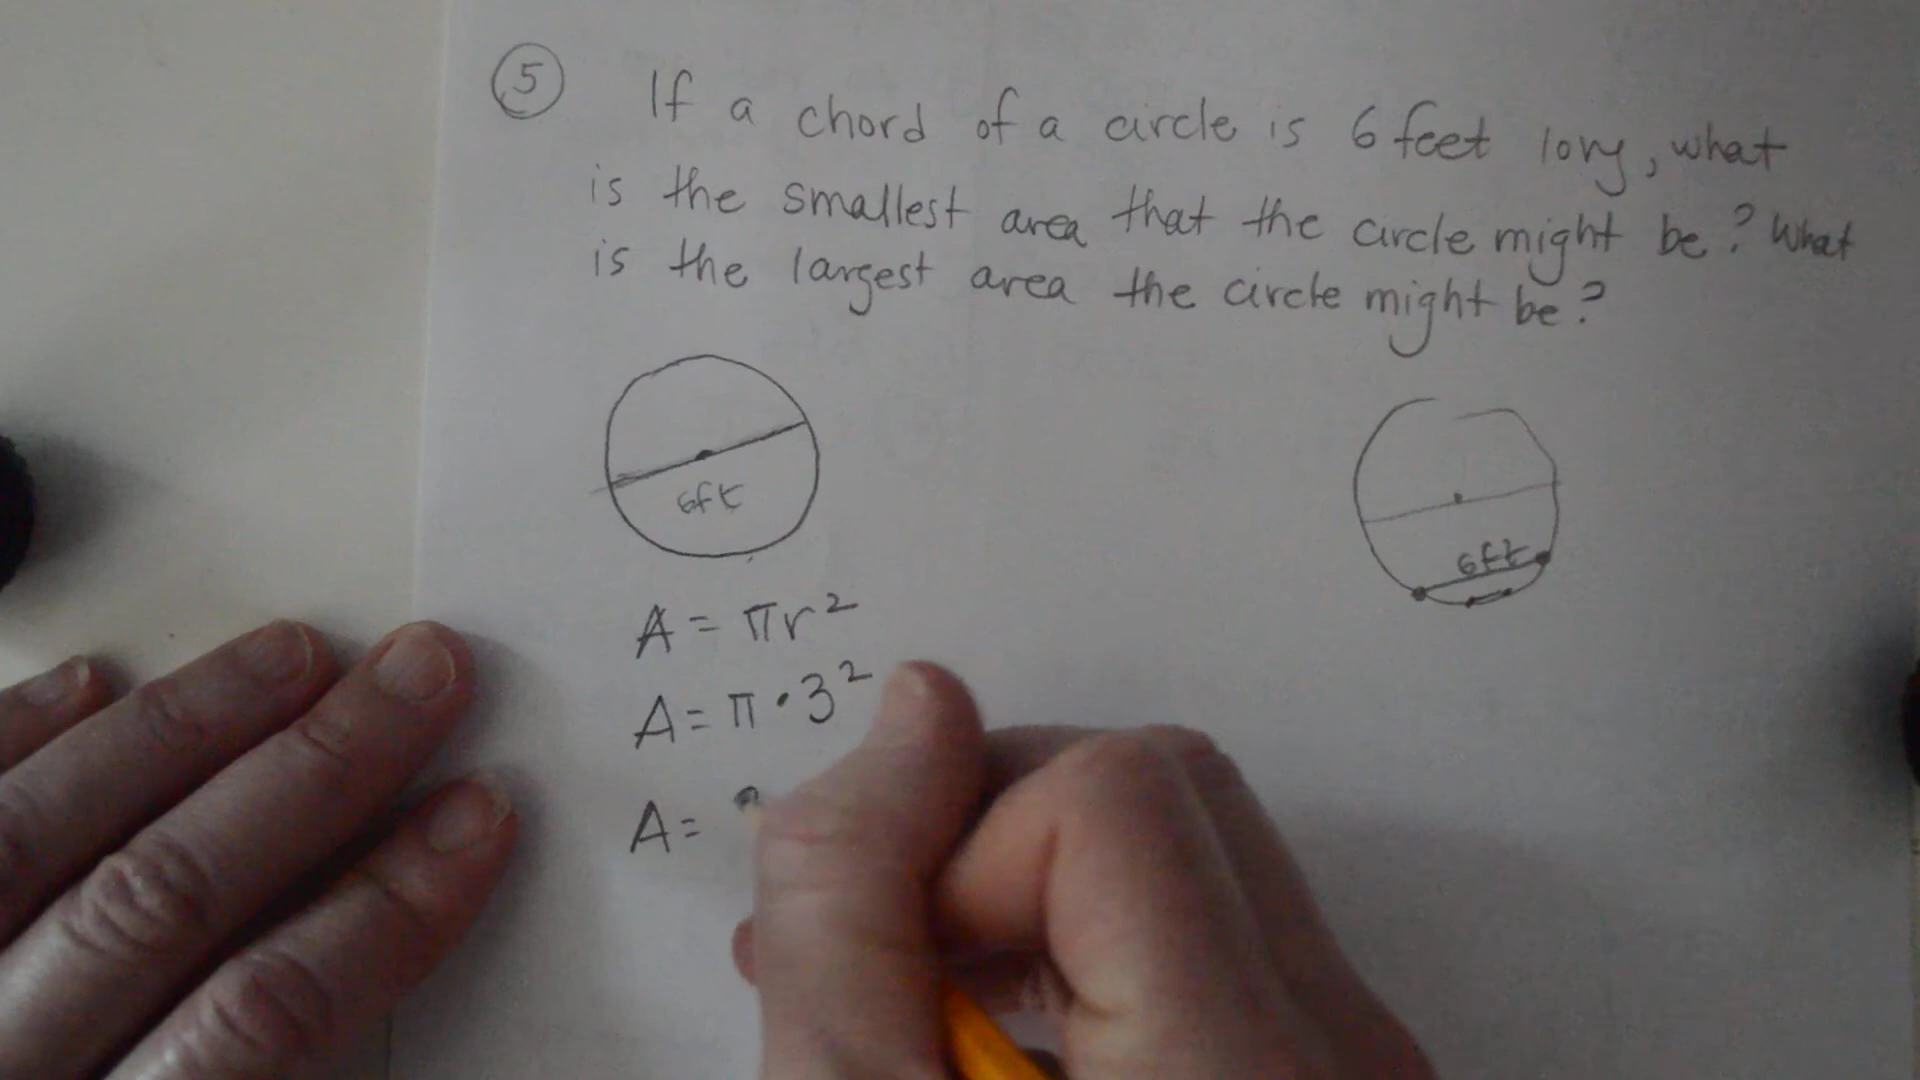 5 If a chord of a circle is 6 feet long, what
is the smallest area that the circle might be? What
is the largest area the circle might be?
6ft
6ft
A = πr²
A = π · 3²
A =